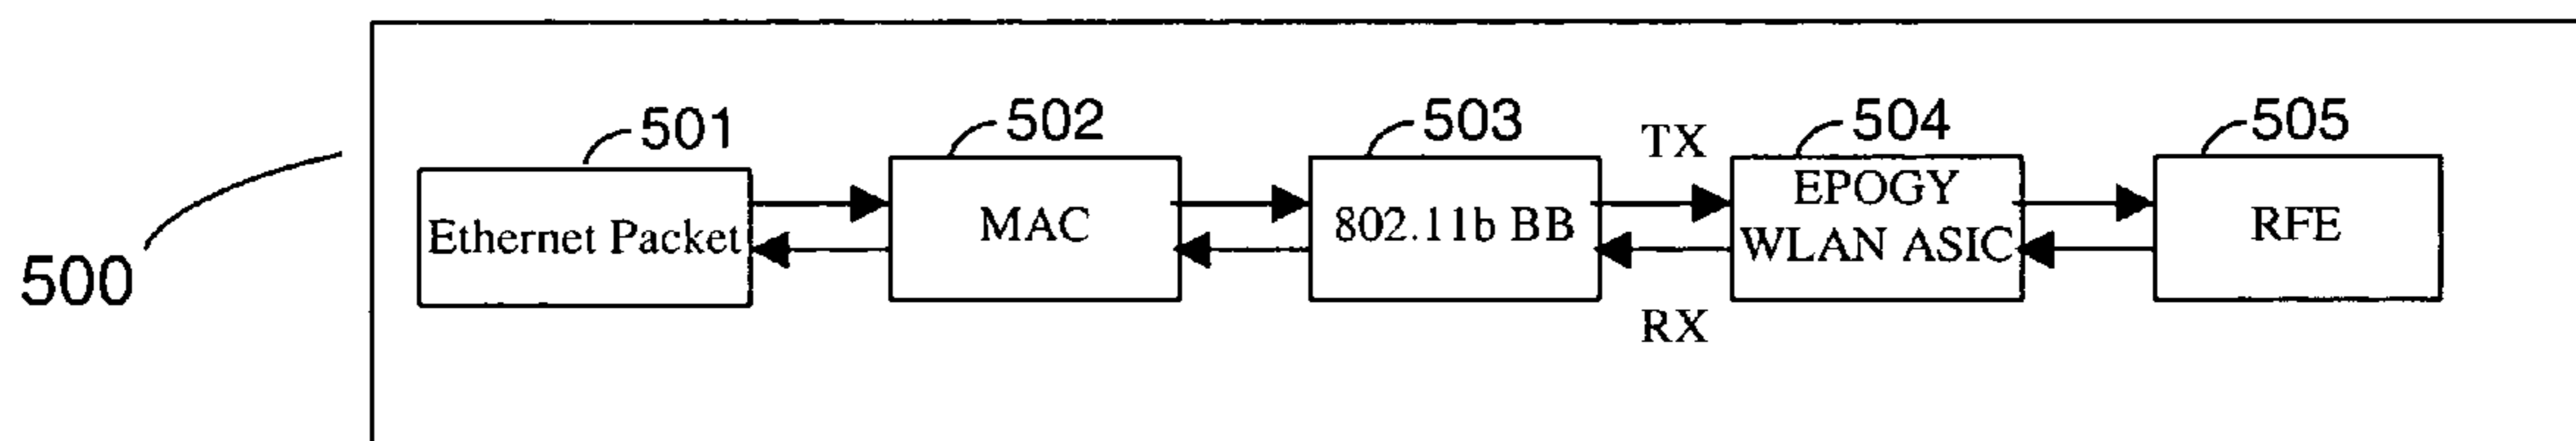 501
502
503
TX
504
505
Ethernet Packet
MAC
802.11b BB
EPOGY
WLAN ASIC
RFE
500
RX